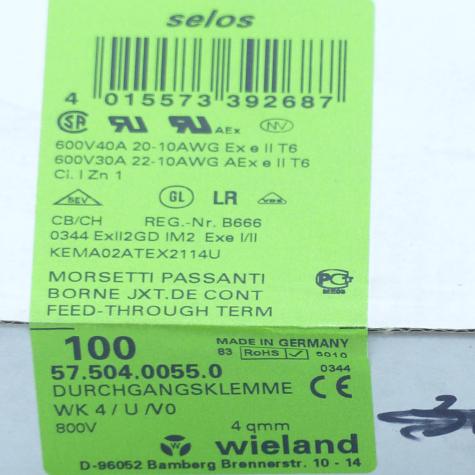 selos
4 015573 392687
AEx NV
600V40A 20-10AWG Ex e II T6
600V30A 22-10AWG AEx e II T6
Ci. I Zn 1
SEV GL LR
CB/CH REG.-Nr. B666
0344 ExII2GD IM2 Exe I/II
KEMA02ATEX2114U
MORSETTI PASSANTI
BORNE JXT.DE CONT
FEED-THROUGH TERM
100 MADE IN GERMANY
83 RoHS ✓ 5010
57.504.0055.0 0344
DURCHGANGSKLEMME CE
WK 4 / U /V0
800V 4 qmm
wieland
D-96052 Bamberg Brennerstr. 10 - 14